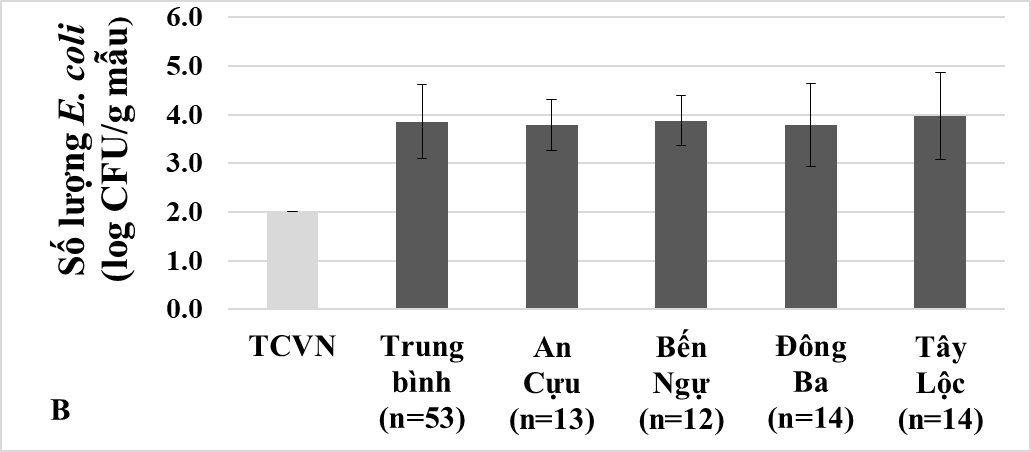 Số lượng E. coli
(log CFU/g mẫu)
6.0
5.0
4.0
3.0
2.0
1.0
0.0
TCVN
Trung
bình
(n=53)
An
Cựu
(n=13)
Bến
Ngự
(n=12)
Đông
Ba
(n=14)
Tây
Lộc
(n=14)
B